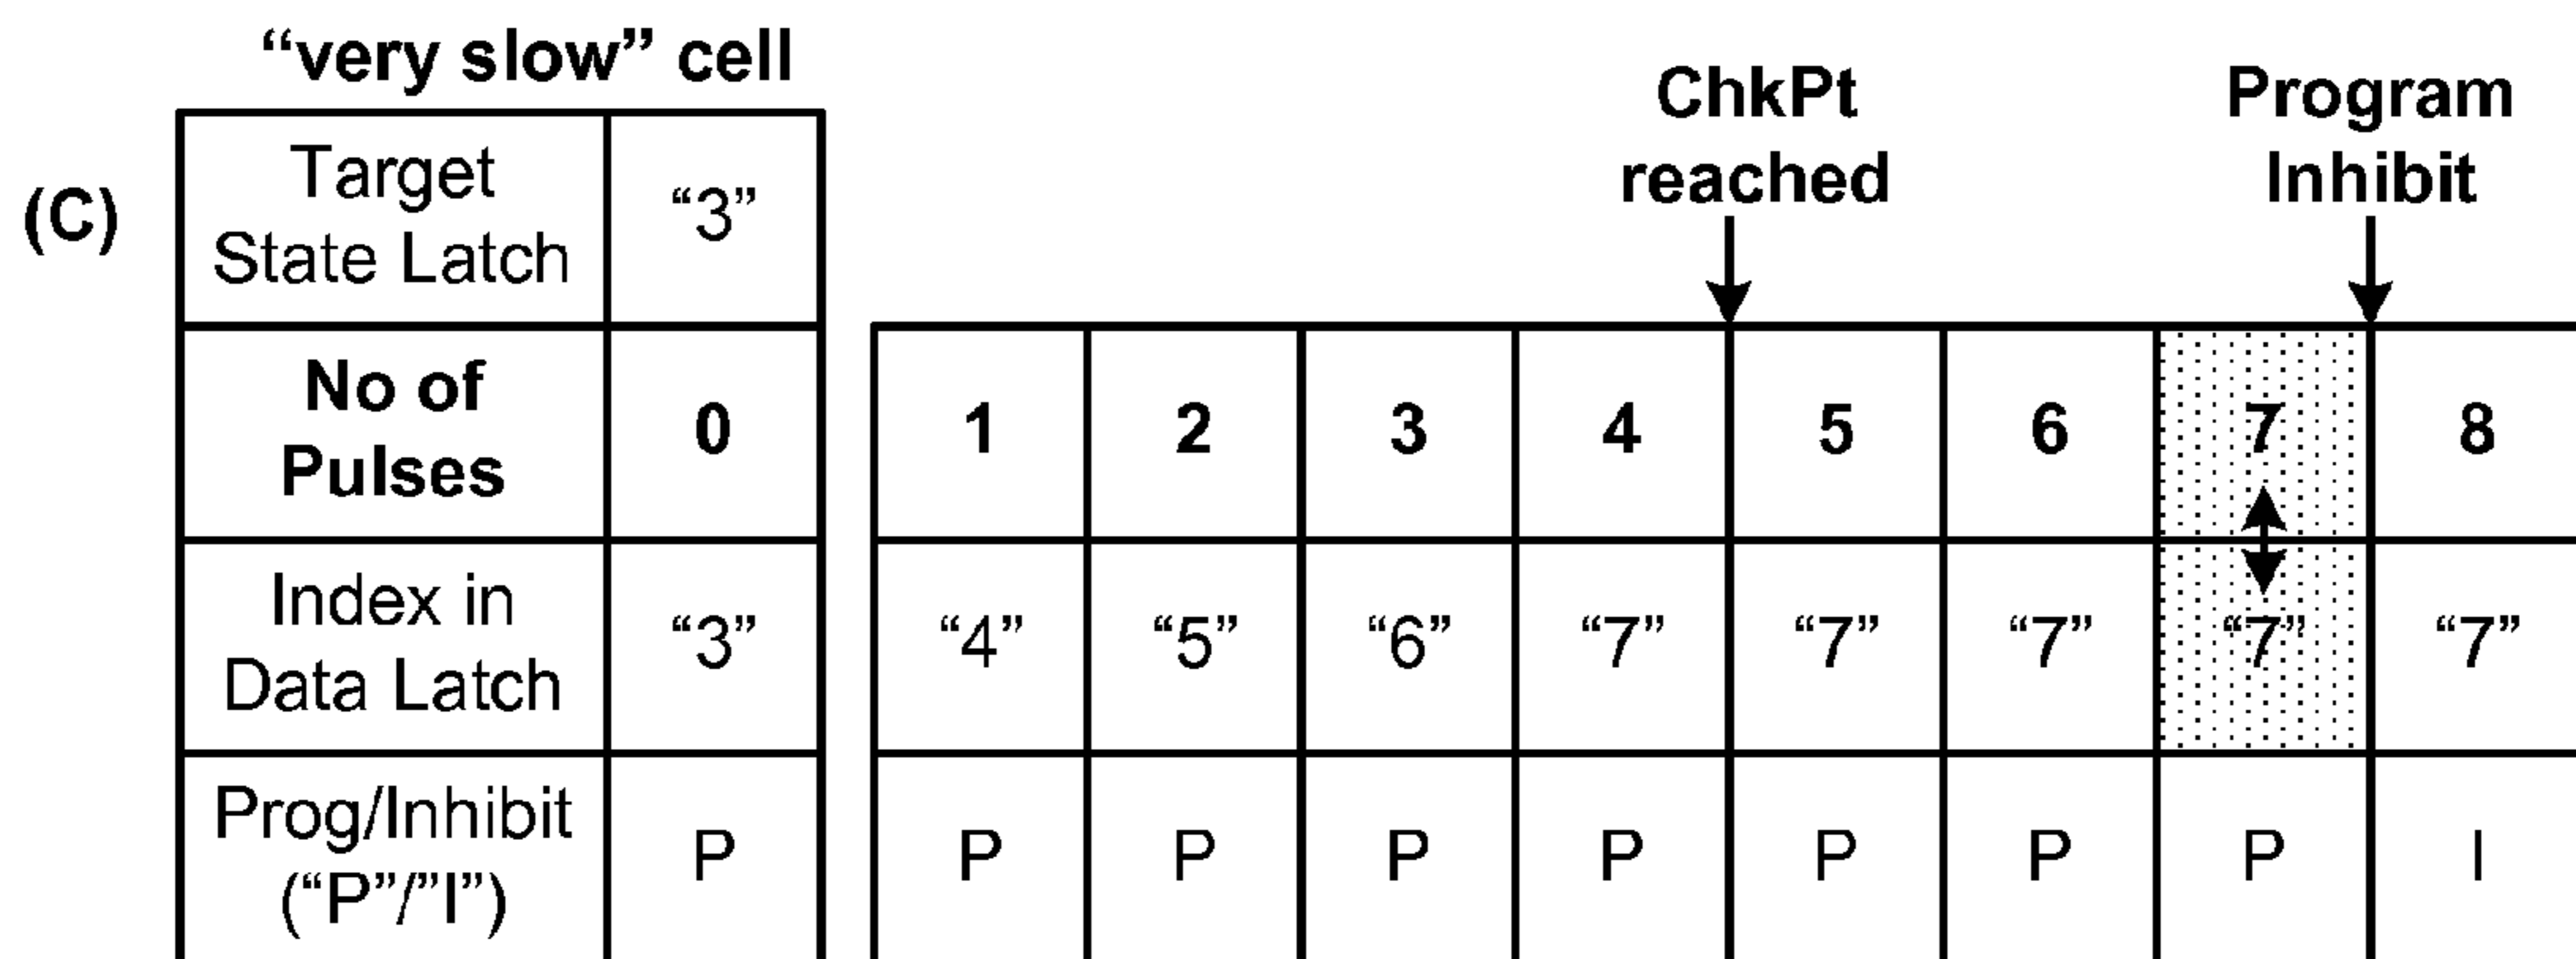 “very slow” cell
ChkPt
reached
Program
Inhibit
(C)
Target
State Latch
“3”
No of
Pulses
0 1 2 3 4 5 6 7 8
Index in
Data Latch
“3” “4” “5” “6” “7” “7” “7” “7” “7”
Prog/Inhibit
(“P”/”I”)
P P P P P P P P I